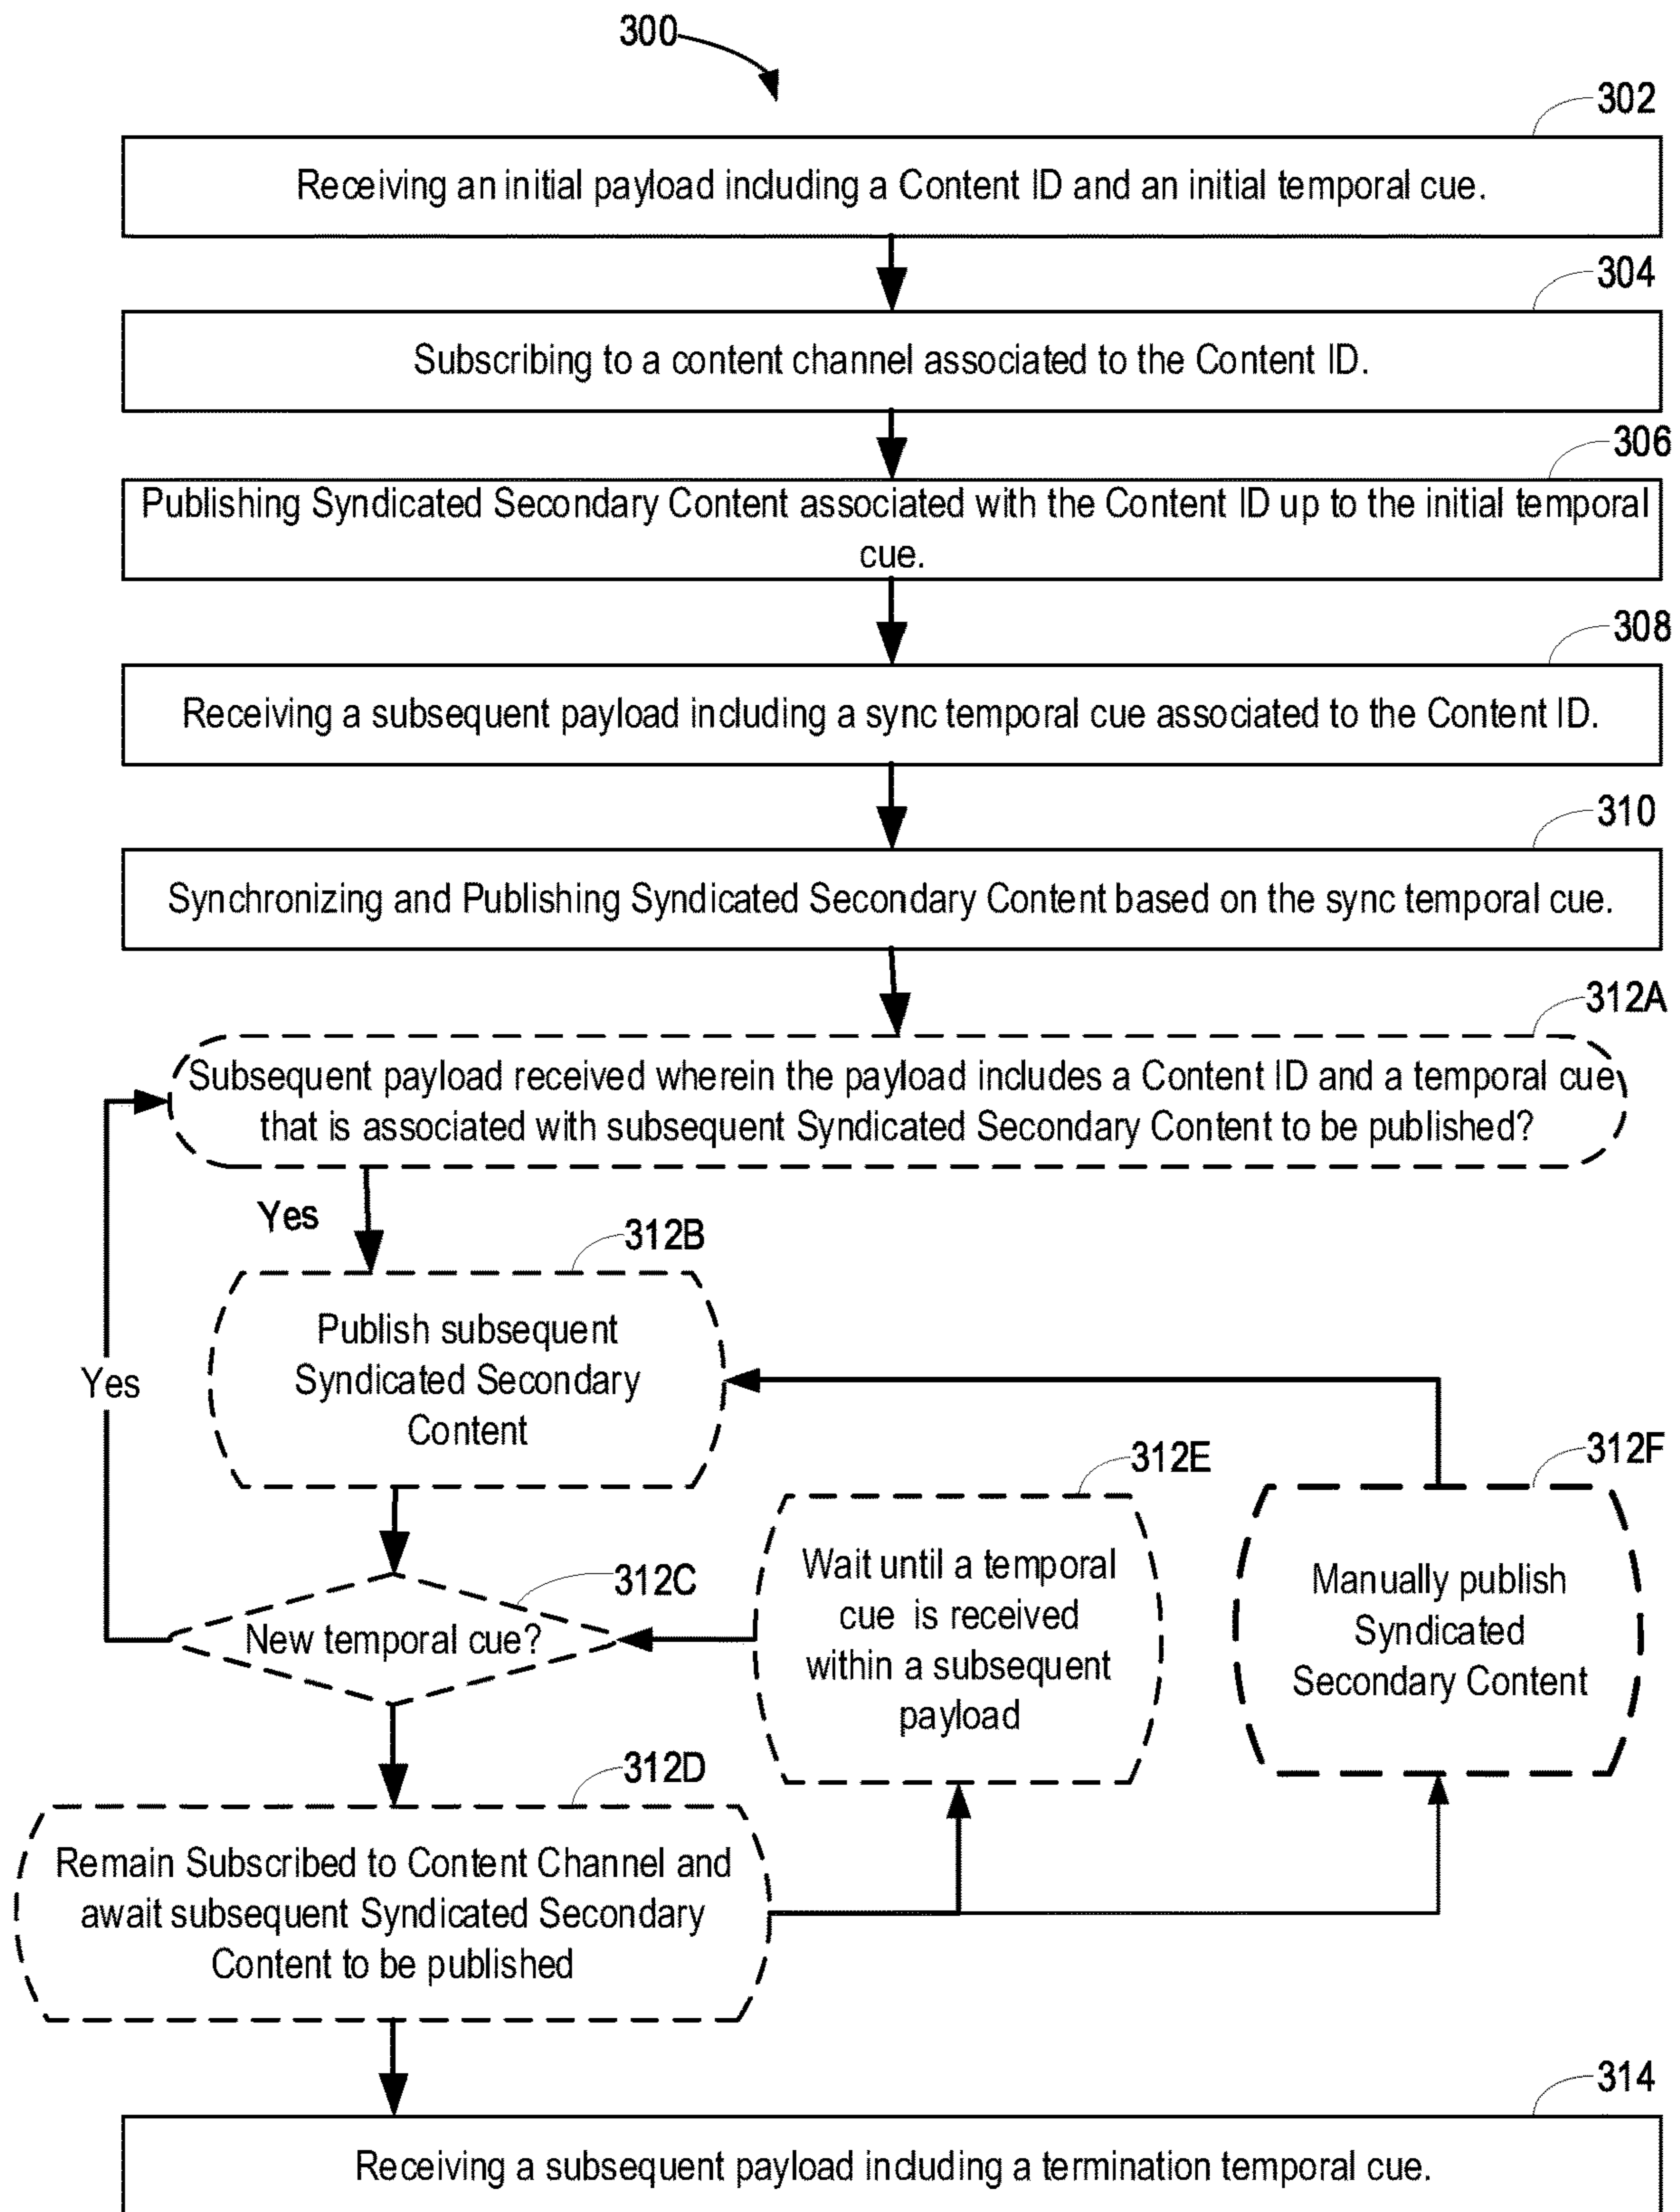 300
302
Receiving an initial payload including a Content ID and an initial temporal cue.
304
Subscribing to a content channel associated to the Content ID.
306
Publishing Syndicated Secondary Content associated with the Content ID up to the initial temporal
cue.
308
Receiving a subsequent payload including a sync temporal cue associated to the Content ID.
310
Synchronizing and Publishing Syndicated Secondary Content based on the sync temporal cue.
312A
Subsequent payload received wherein the payload includes a Content ID and a temporal cue
that is associated with subsequent Syndicated Secondary Content to be published?
Yes
312B
Publish subsequent
Syndicated Secondary
Content
Yes
312C
New temporal cue?
312E
Wait until a temporal
cue is received
within a subsequent
payload
312F
Manually publish
Syndicated
Secondary Content
312D
Remain Subscribed to Content Channel and
await subsequent Syndicated Secondary
Content to be published
314
Receiving a subsequent payload including a termination temporal cue.